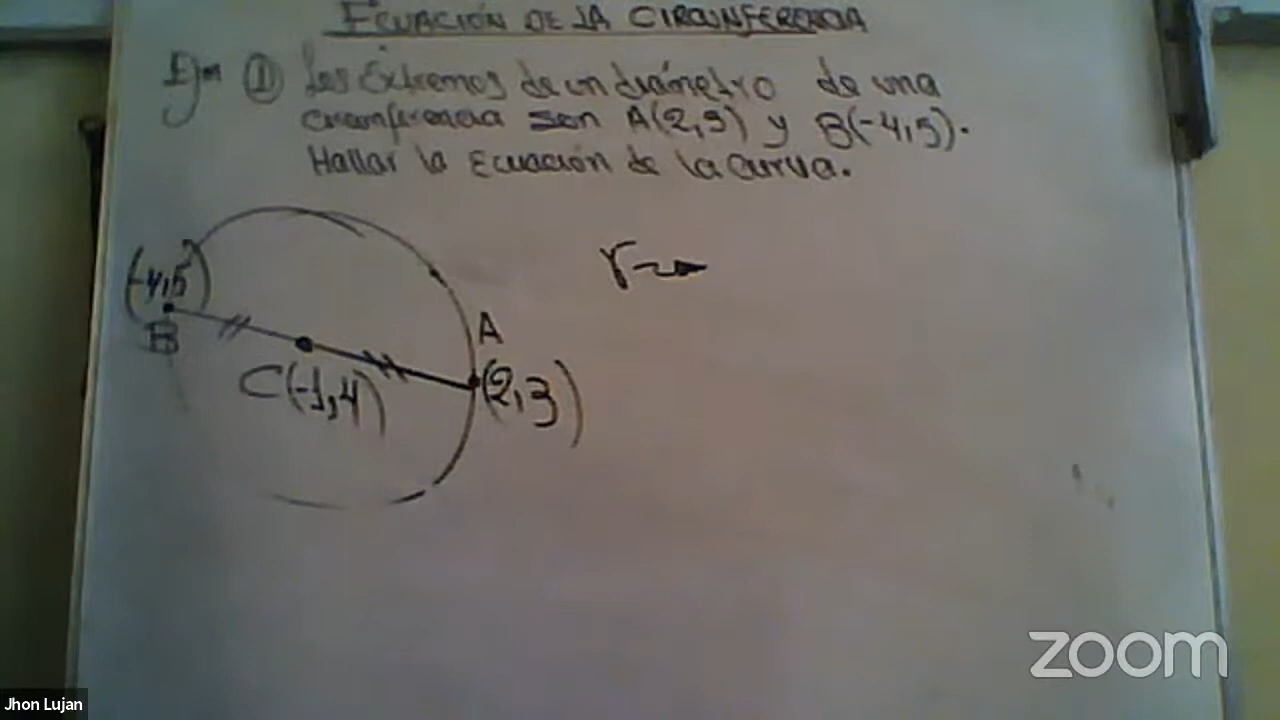 ECUACIÓN DE LA CIRCUNFERENCIA
Ejm ① Los Extremos de un diámetro de una
circunferencia son A(2,3) y B(-4,5).
Hallar la Ecuación de la curva.
(-4,5)
B
C(-1,4)
A
(2,3)
r
zoom
Jhon Lujan